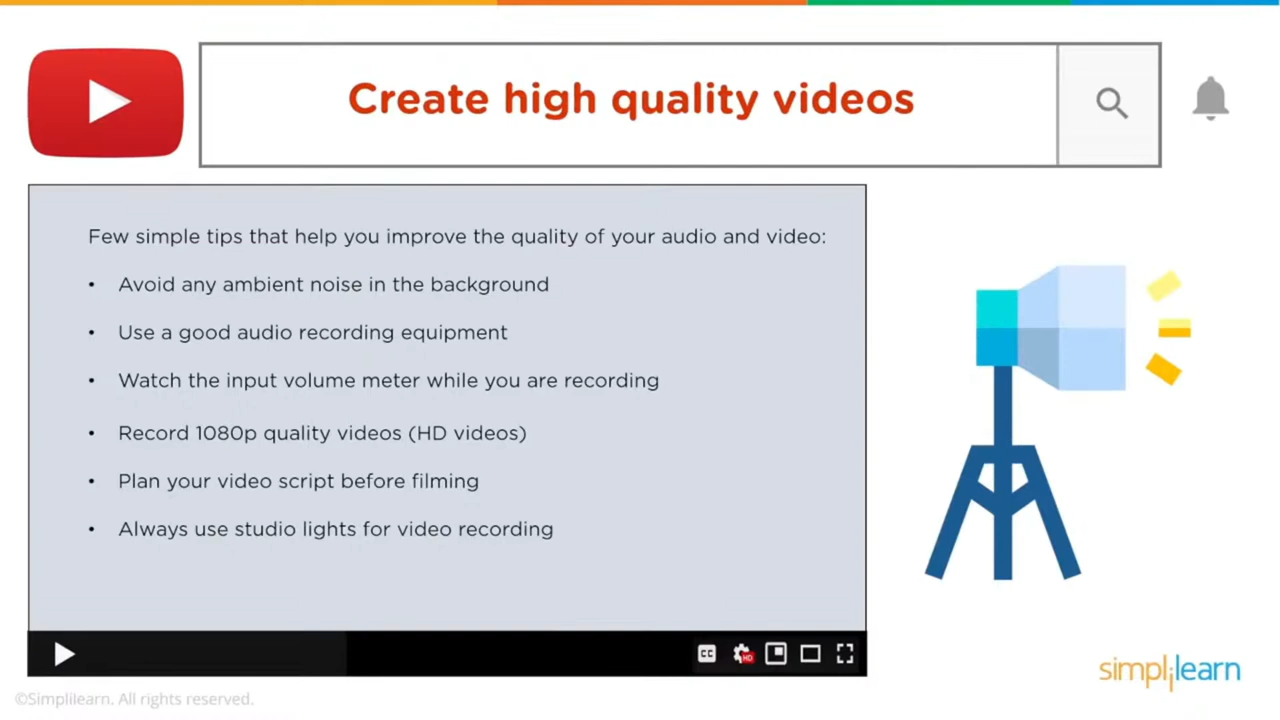 Create high quality videos
Few simple tips that help you improve the quality of your audio and video:
• Avoid any ambient noise in the background
• Use a good audio recording equipment
• Watch the input volume meter while you are recording
• Record 1080p quality videos (HD videos)
• Plan your video script before filming
• Always use studio lights for video recording
CC HD
simplilearn
©Simplilearn. All rights reserved.